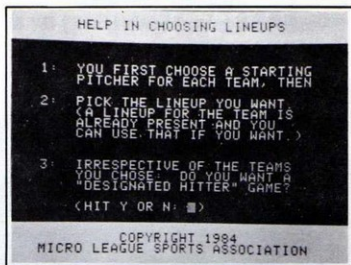 HELP IN CHOOSING LINEUPS
1: YOU FIRST CHOOSE A STARTING
PITCHER FOR EACH TEAM, THEN
2: PICK THE LINEUP YOU WANT.
(A LINEUP FOR THE TEAM IS
ALREADY PRESENT AND YOU
CAN USE THAT IF YOU WANT.)
3: IRRESPECTIVE OF THE TEAMS
YOU CHOSE: DO YOU WANT A
"DESIGNATED HITTER" GAME?
(HIT Y OR N: )
COPYRIGHT 1984
MICRO LEAGUE SPORTS ASSOCIATION